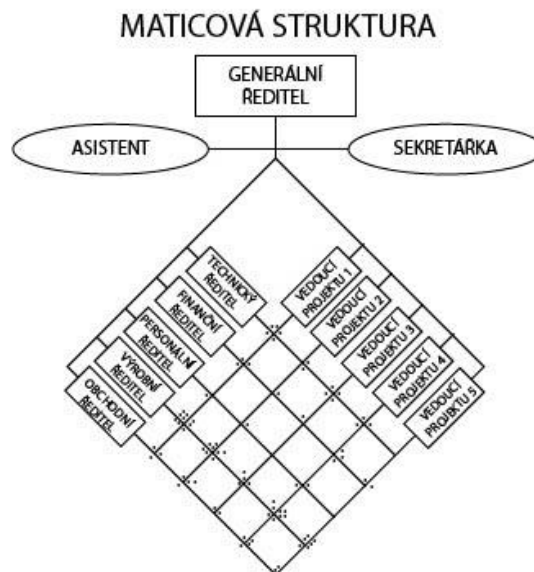 MATICOVÁ STRUKTURA
GENERÁLNÍ
ŘEDITEL
ASISTENT
SEKRETÁŘKA
TECHNICKÝ
ŘEDITEL
FINANČNÍ
ŘEDITEL
PERSONÁLNÍ
ŘEDITEL
VÝROBNÍ
ŘEDITEL
OBCHODNÍ
ŘEDITEL
VEDOUCÍ
PROJEKTU 1
VEDOUCÍ
PROJEKTU 2
VEDOUCÍ
PROJEKTU 3
VEDOUCÍ
PROJEKTU 4
VEDOUCÍ
PROJEKTU 5